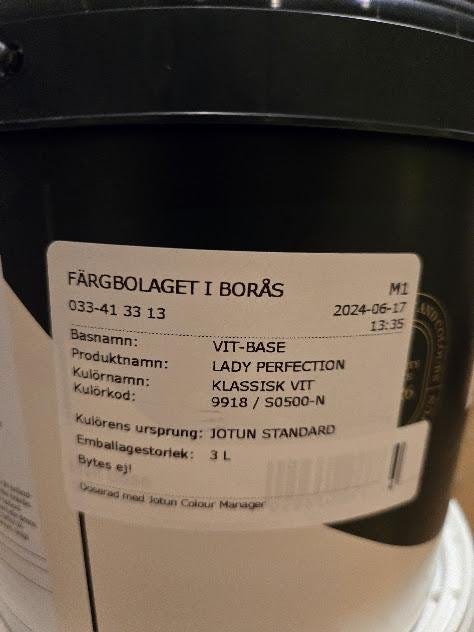 FÄRGBOLAGET I BORÅS M1
033-41 33 13 2024-06-17
13:35
Basnamn: VIT-BASE
Produktnamn: LADY PERFECTION
Kulörnamn: KLASSISK VIT
Kulörkod: 9918 / S0500-N
Kulörens ursprung: JOTUN STANDARD
Emballagestorlek: 3 L
Bytes ej!
Doserad med Jotun Colour Manager